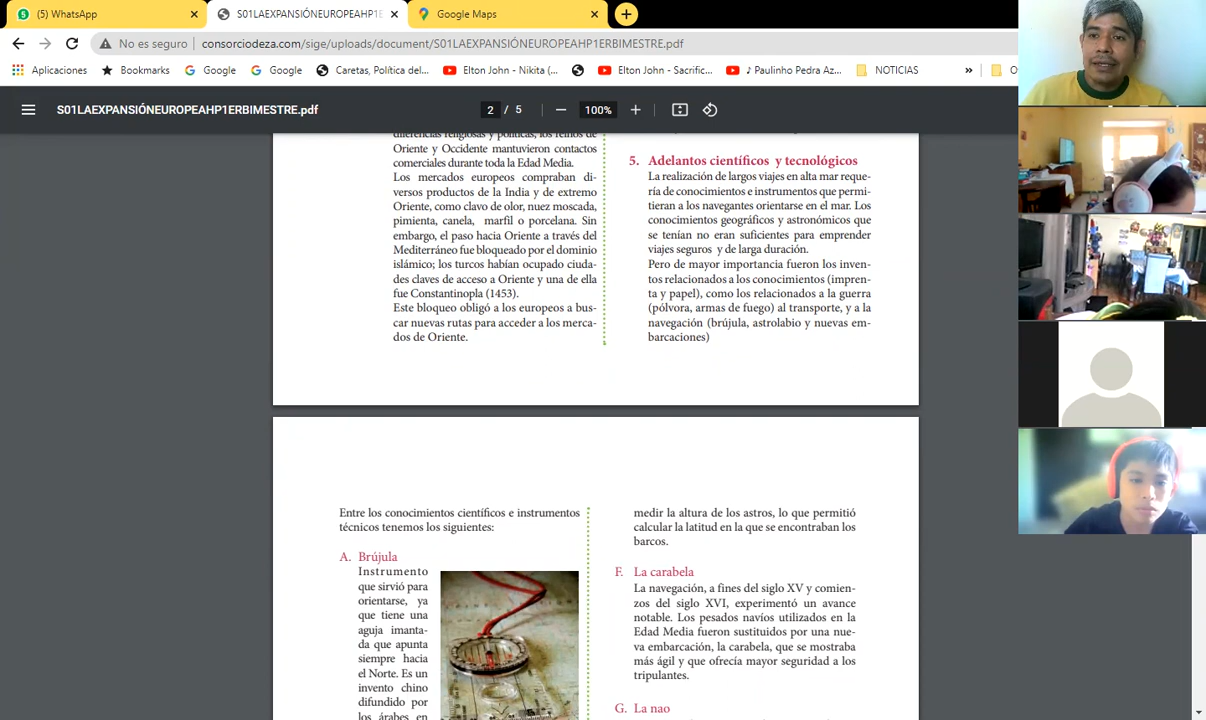 (5) WhatsApp
S01LAEXPANSIÓNEUROPEAHP1E
Google Maps
No es seguro
consorciodeza.com/sige/uploads/document/S01LAEXPANSIÓNEUROPEAHP1ERBIMESTRE.pdf
Aplicaciones
Bookmarks
Google
Google
Caretas, Política del...
Elton John - Nikita (...
Elton John - Sacrific...
♪ Paulinho Pedra Az...
NOTICIAS
»
S01LAEXPANSIÓNEUROPEAHP1ERBIMESTRE.pdf
2 / 5
100%
diferencias religiosas y políticas, los reinos de
Oriente y Occidente mantuvieron contactos
comerciales durante toda la Edad Media.
Los mercados europeos compraban di-
versos productos de la India y de extremo
Oriente, como clavo de olor, nuez moscada,
pimienta, canela, marfil o porcelana. Sin
embargo, el paso hacia Oriente a través del
Mediterráneo fue bloqueado por el dominio
islámico; los turcos habían ocupado ciuda-
des claves de acceso a Oriente y una de ella
fue Constantinopla (1453).
Este bloqueo obligó a los europeos a bus-
car nuevas rutas para acceder a los merca-
dos de Oriente.
5. Adelantos científicos y tecnológicos
La realización de largos viajes en alta mar reque-
ría de conocimientos e instrumentos que permi-
tieran a los navegantes orientarse en el mar. Los
conocimientos geográficos y astronómicos que
se tenían no eran suficientes para emprender
viajes seguros y de larga duración.
Pero de mayor importancia fueron los inven-
tos relacionados a los conocimientos (impren-
ta y papel), como los relacionados a la guerra
(pólvora, armas de fuego) al transporte, y a la
navegación (brújula, astrolabio y nuevas em-
barcaciones)
Entre los conocimientos científicos e instrumentos
técnicos tenemos los siguientes:
A. Brújula
Instrumento
que sirvió para
orientarse, ya
que tiene una
aguja imanta-
da que apunta
siempre hacia
el Norte. Es un
invento chino
difundido por
los árabes en
medir la altura de los astros, lo que permitió
calcular la latitud en la que se encontraban los
barcos.
F. La carabela
La navegación, a fines del siglo XV y comien-
zos del siglo XVI, experimentó un avance
notable. Los pesados navíos utilizados en la
Edad Media fueron sustituidos por una nue-
va embarcación, la carabela, que se mostraba
más ágil y que ofrecía mayor seguridad a los
tripulantes.
G. La nao